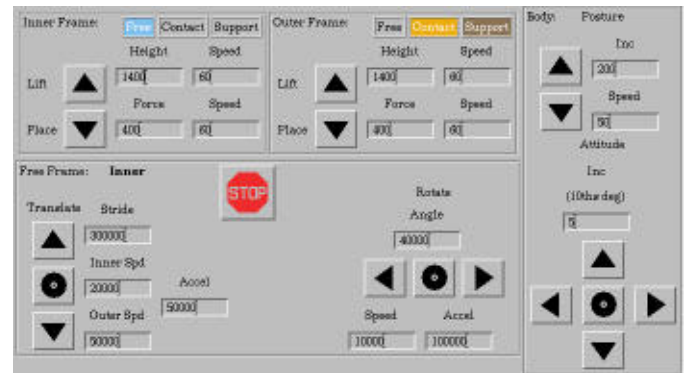 Inner Frame: Free Contact Support
Height Speed
Lift 1400 60
Force Speed
Place 400 60
Outer Frame: Free Contact Support
Height Speed
Lift 1400 60
Force Speed
Place 400 60
Body: Posture
Inc
200
Speed
50
Attitude
Inc
(10ths deg)
5
Free Frame: Inner
STOP
Translate Stride
300000
Inner Spd
20000
Accel
50000
Outer Spd
50000
Rotate
Angle
40000
Speed Accel
10000 100000